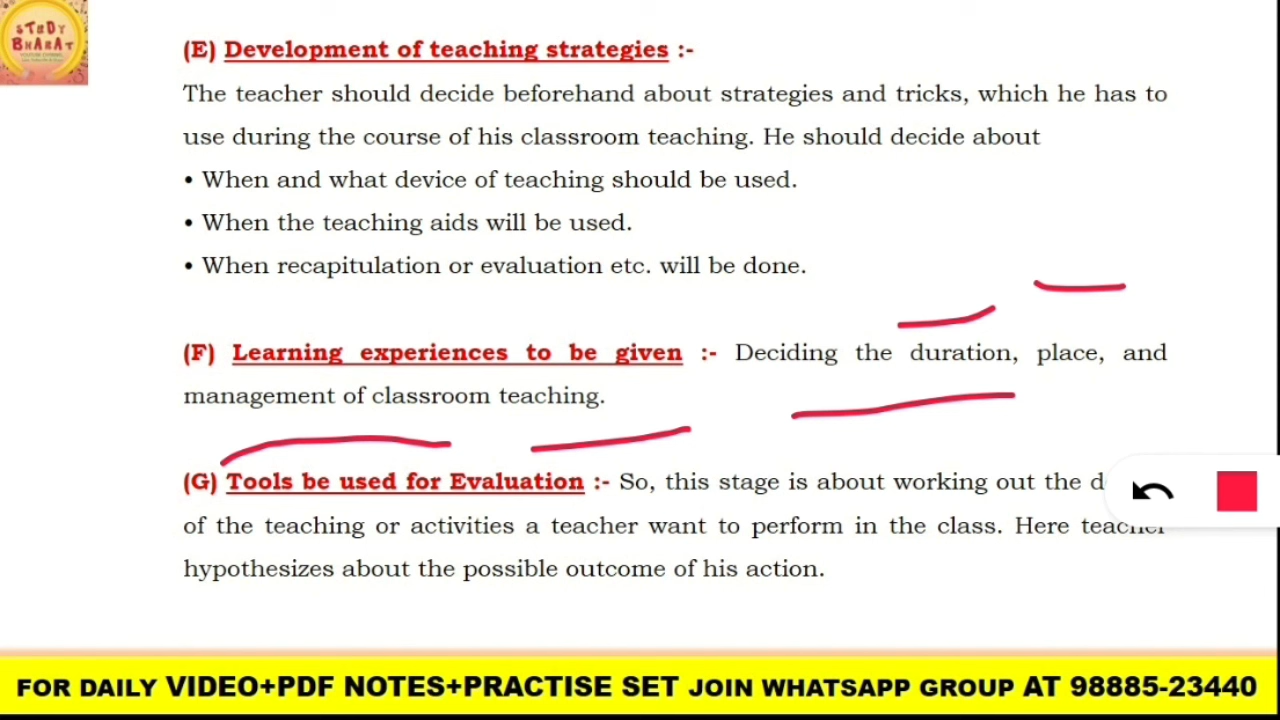 STUDY
BHARAT
(E) Development of teaching strategies :-
The teacher should decide beforehand about strategies and tricks, which he has to
use during the course of his classroom teaching. He should decide about
• When and what device of teaching should be used.
• When the teaching aids will be used.
• When recapitulation or evaluation etc. will be done.
(F) Learning experiences to be given :- Deciding the duration, place, and
management of classroom teaching.
(G) Tools be used for Evaluation :- So, this stage is about working out the
of the teaching or activities a teacher want to perform in the class. Here teacher
hypothesizes about the possible outcome of his action.
FOR DAILY VIDEO+PDF NOTES+PRACTISE SET JOIN WHATSAPP GROUP AT 98885-23440